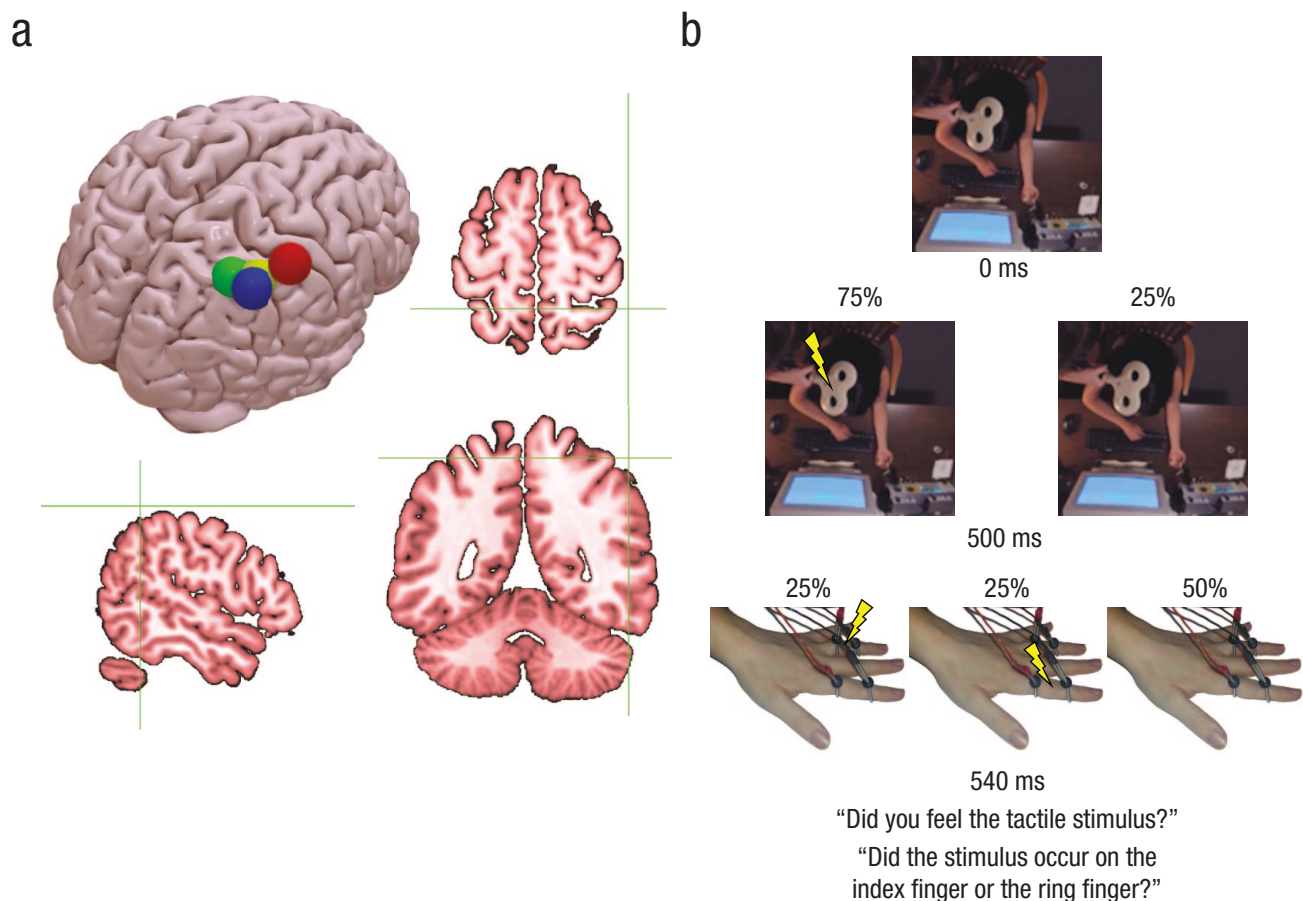 a
b
0 ms
75%
25%
500 ms
25%
25%
50%
540 ms
“Did you feel the tactile stimulus?”
“Did the stimulus occur on the
index finger or the ring finger?”